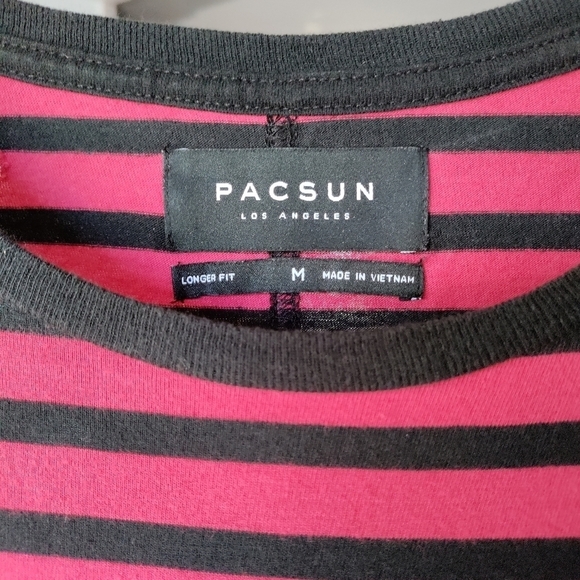 PACSUN
LOS ANGELES
LONGER FIT M MADE IN VIETNAM